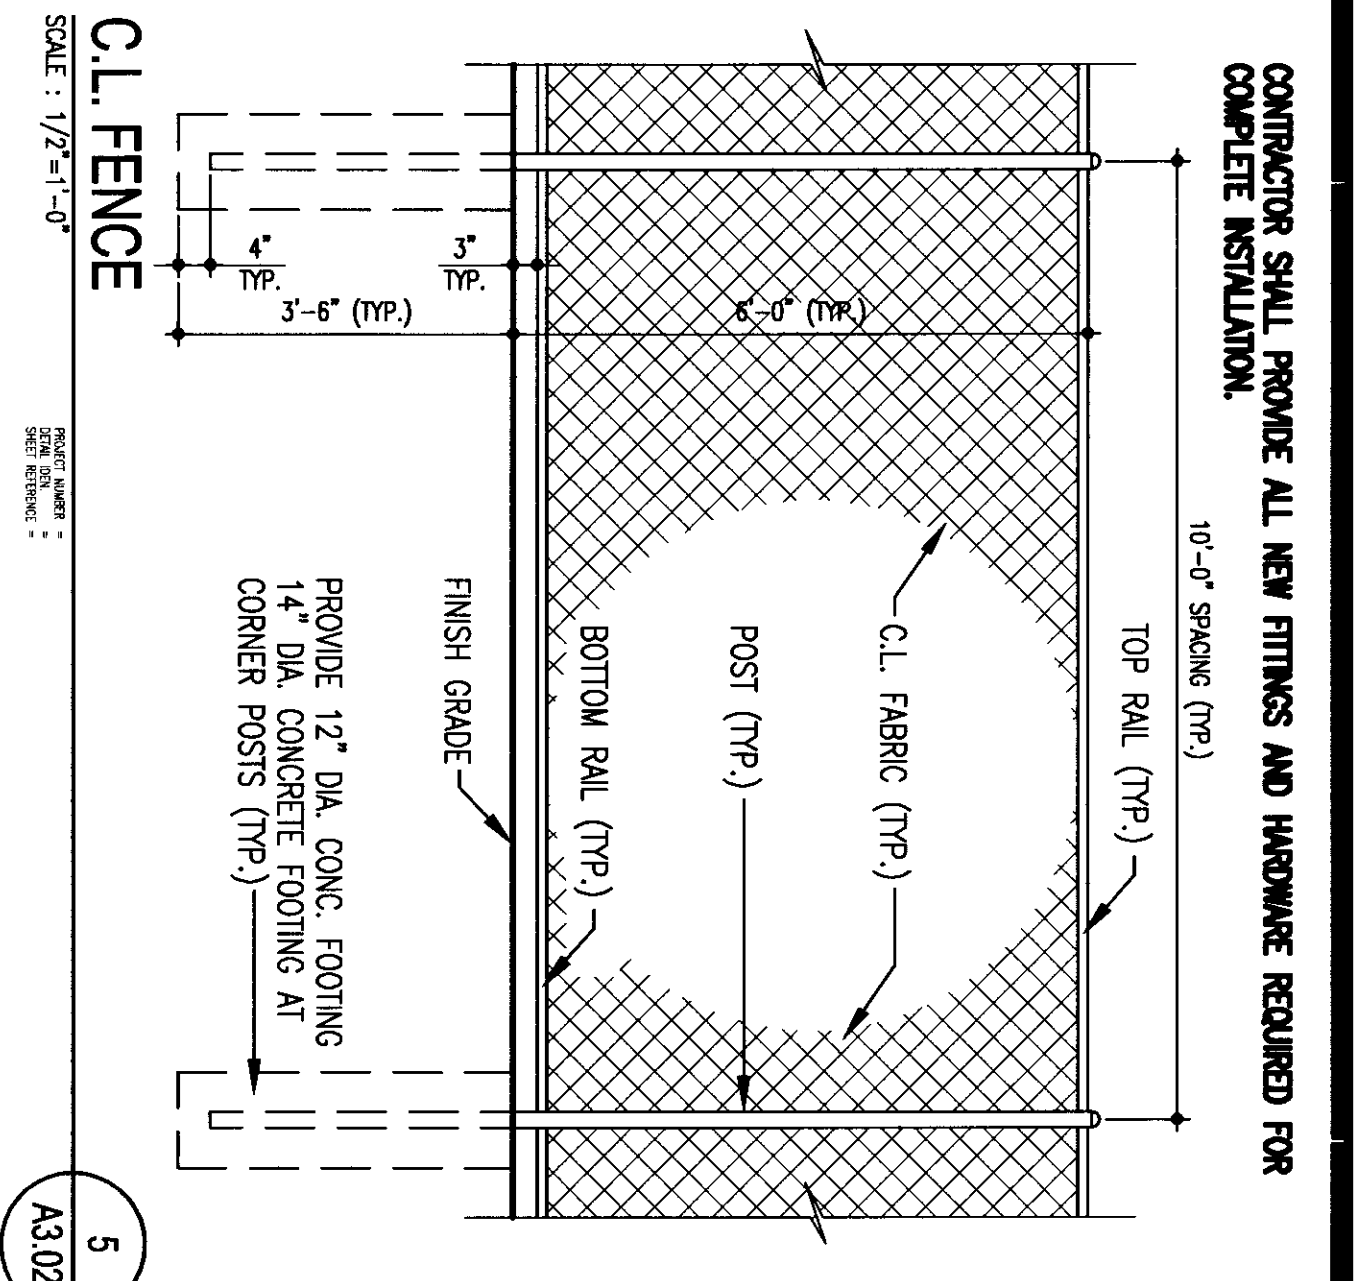 CONTRACTOR SHALL PROVIDE ALL NEW FITTINGS AND HARDWARE REQUIRED FOR
COMPLETE INSTALLATION.
10'-0" SPACING (TYP.)
TOP RAIL (TYP.)
6'-0" (TYP.)
C.L. FABRIC (TYP.)
POST (TYP.)
BOTTOM RAIL (TYP.)
3"
TYP.
FINISH GRADE
4"
TYP.
3'-6" (TYP.)
PROVIDE 12" DIA. CONC. FOOTING
14" DIA. CONCRETE FOOTING AT
CORNER POSTS (TYP.)
C.L. FENCE
SCALE : 1/2"=1'-0"
PROJECT NUMBER =
DETAIL IDEN. =
SHEET REFERENCE =
5
A3.02